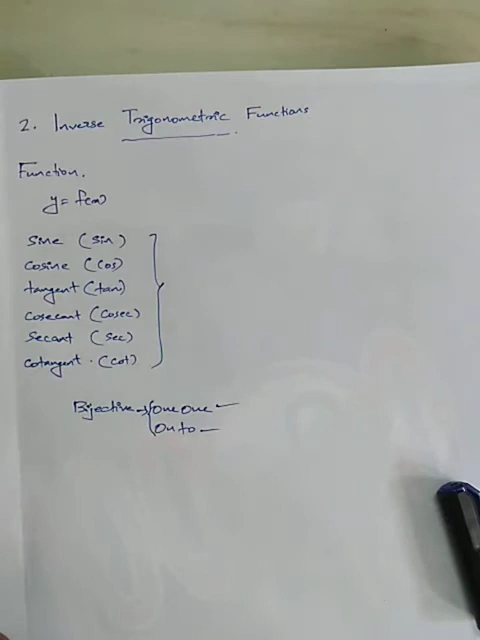 2. Inverse Trigonometric Functions
Function.
y = f(x)
Sine (sin)
Cosine (cos)
tangent (tan)
Cosecant (Cosec)
Secant (sec)
Cotangent. (cot)
Bijective → One One
Onto